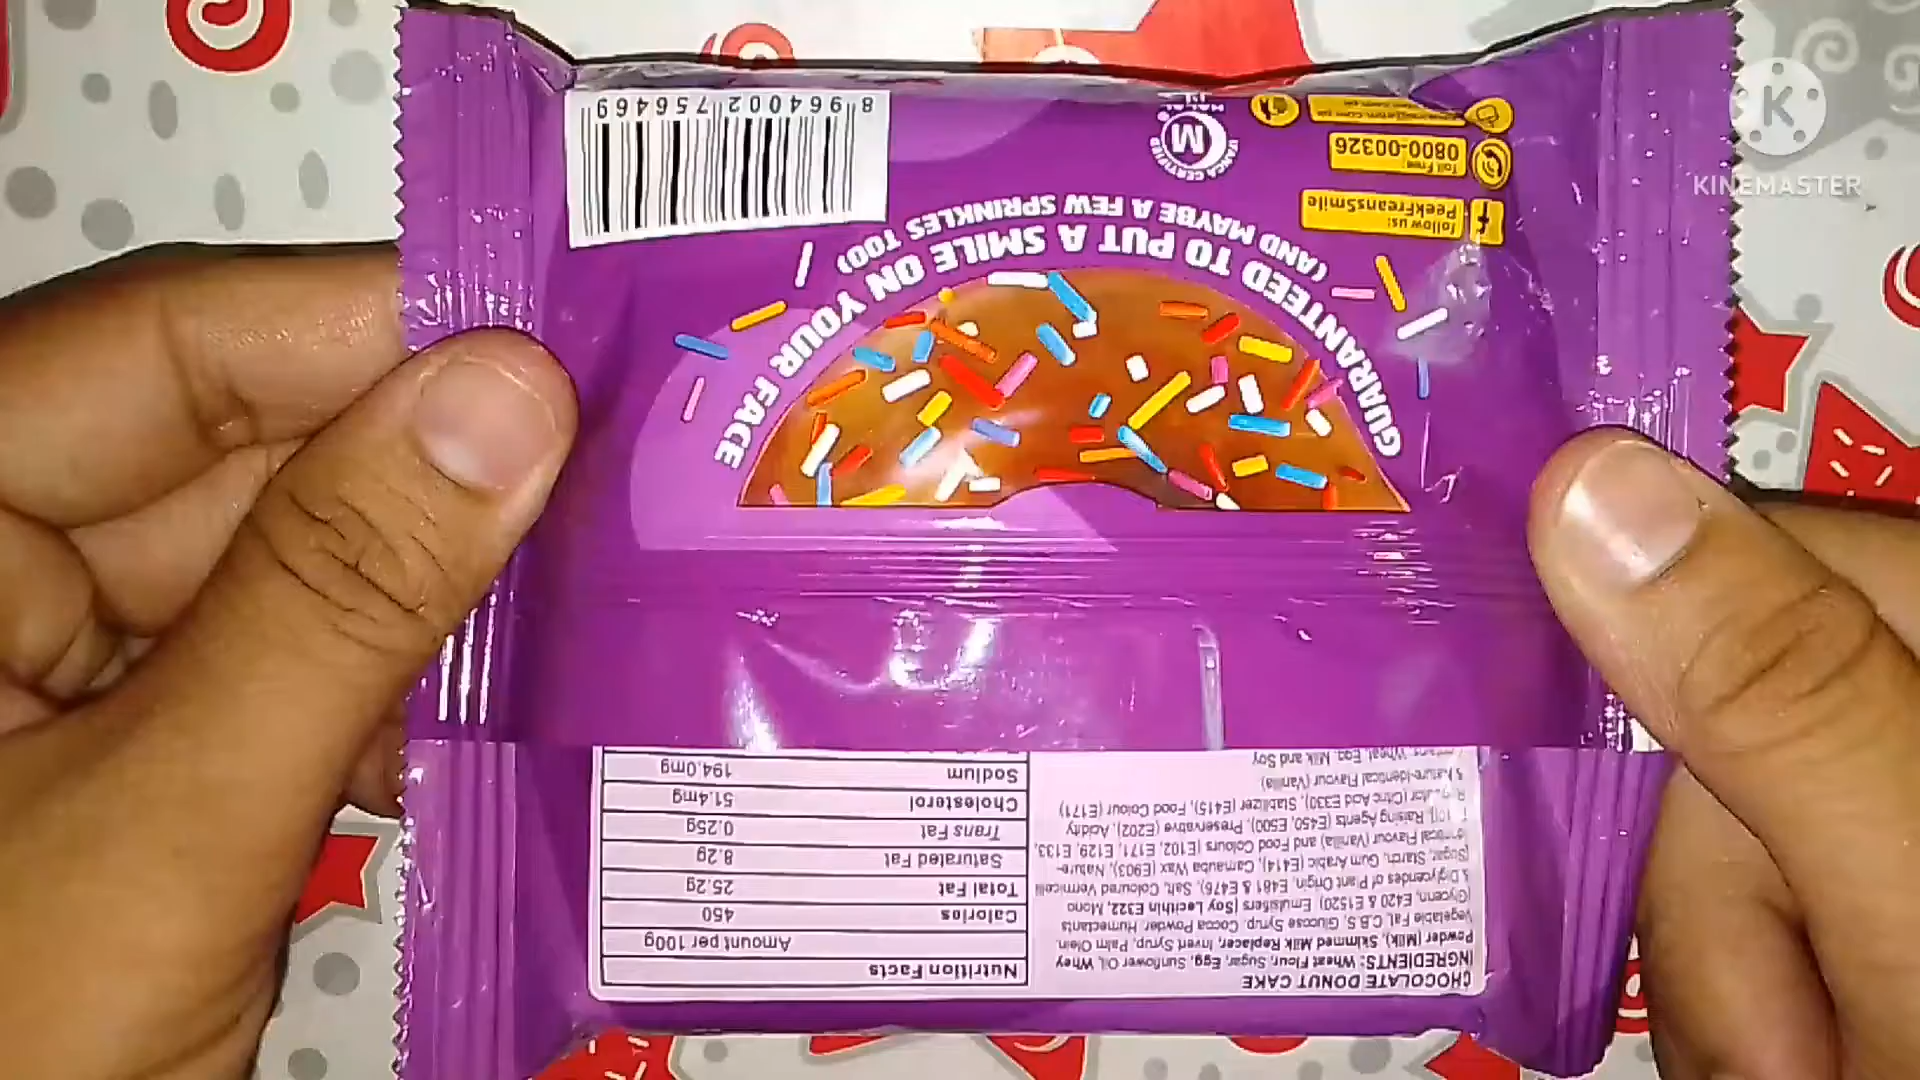 CHOCOLATE DONUT CAKE
INGREDIENTS: Wheat Flour, Sugar, Egg, Sunflower Oil, Whey
Powder (Milk), Skimmed Milk Replacer, Invert Syrup, Palm Olein,
Vegetable Fat, C.B.S, Glucose Syrup, Cocoa Powder, Humectants
(Glycerin, E420 & E1520), Emulsifiers (Soy Lecithin E322, Mono
& Diglycerides of Plant Origin, E481 & E475), Salt, Coloured Vermicelli
(Sugar, Starch, Gum Arabic (E414), Carnauba Wax (E903), Nature-
Identical Flavour (Vanilla) and Food Colours (E102, E171, E129, E133,
Raising Agents (E450, E500), Preservative (E202), Acidity
(Citric Acid E330), Stabilizer (E415), Food Colour (E171)
& Nature-Identical Flavour (Vanilla)
Wheat, Egg, Milk and Soy
Nutrition Facts
Amount per 100g
Calories 450
Total Fat 25.2g
Saturated Fat 8.2g
Trans Fat 0.25g
Cholesterol 51.4mg
Sodium 194.0mg
GUARANTEED TO PUT A SMILE ON YOUR FACE
(AND MAYBE A FEW SPRINKLES TOO)
follow us:
PeekFreansSmile
Toll Free
0800-00326
VANCA CERTIFIED
M
8 964002 756469
K
KINEMASTER